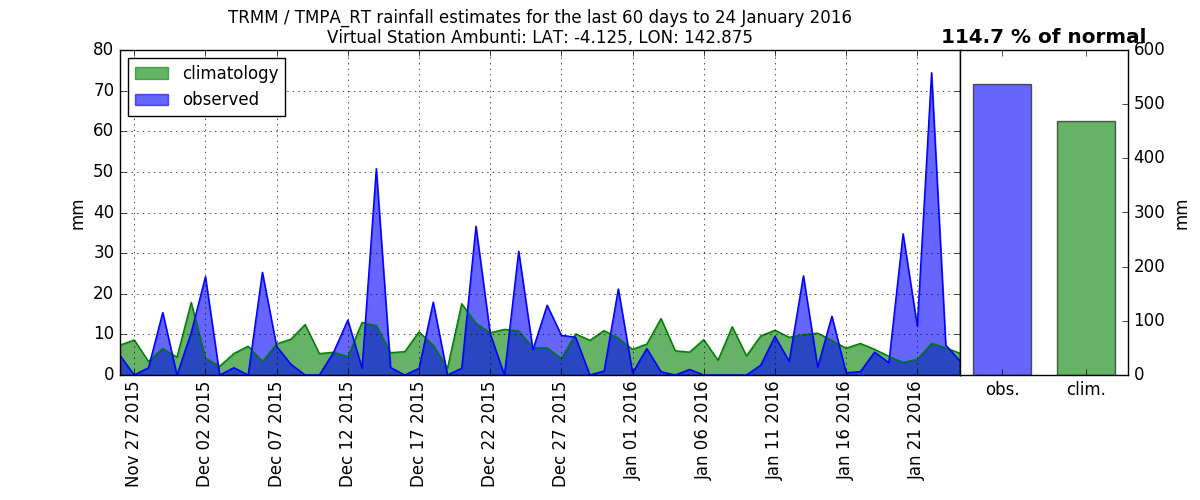 TRMM / TMPA_RT rainfall estimates for the last 60 days to 24 January 2016
Virtual Station Ambunti: LAT: -4.125, LON: 142.875
114.7 % of normal
climatology
observed
mm
80
70
60
50
40
30
20
10
0
Nov 27 2015
Dec 02 2015
Dec 07 2015
Dec 12 2015
Dec 17 2015
Dec 22 2015
Dec 27 2015
Jan 01 2016
Jan 06 2016
Jan 11 2016
Jan 16 2016
Jan 21 2016
obs.
clim.
600
500
400
300
200
100
0
mm